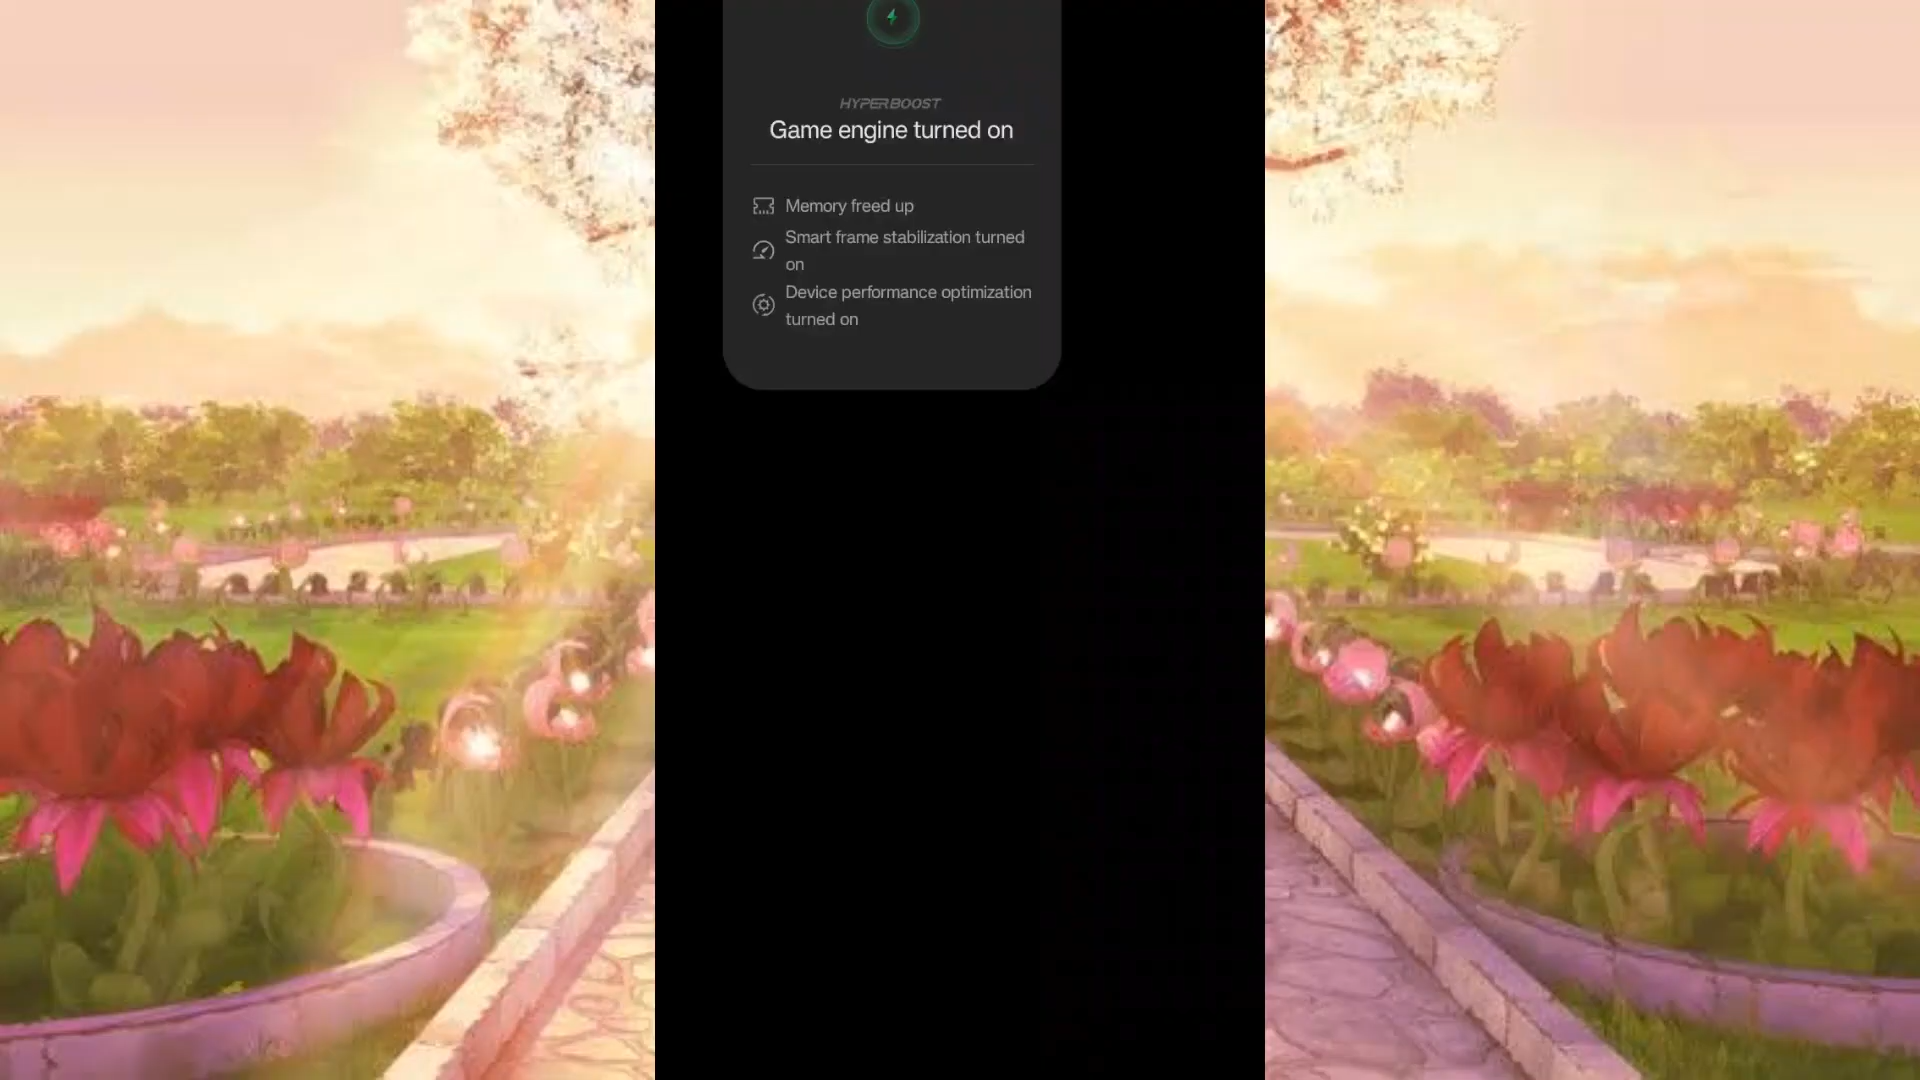 HYPERBOOST
Game engine turned on
Memory freed up
Smart frame stabilization turned
on
Device performance optimization
turned on